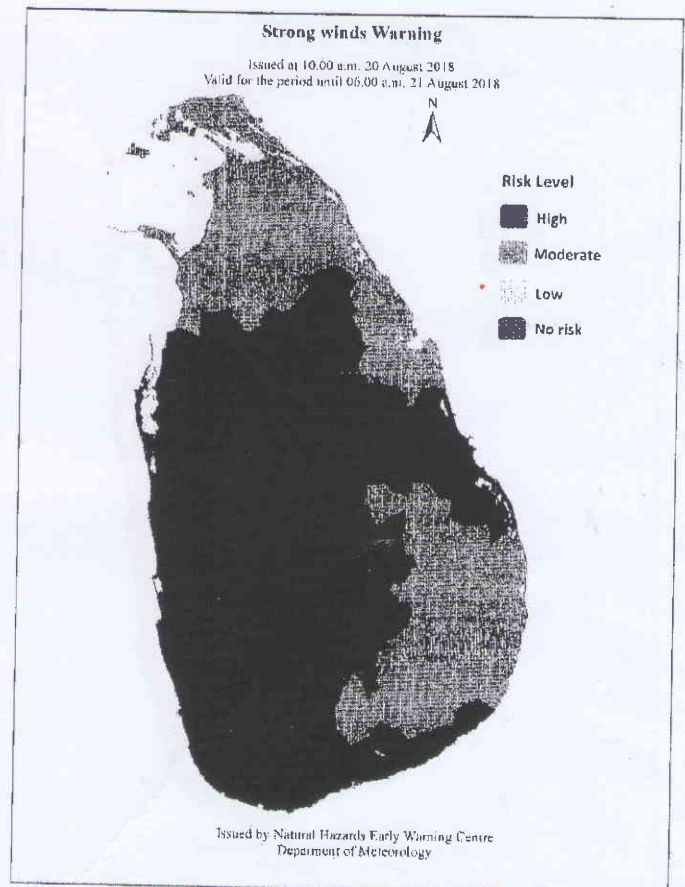 Strong winds Warning
Issued at 10.00 a.m. 20 August 2018
Valid for the period until 06.00 a.m. 21 August 2018
N
Risk Level
High
Moderate
Low
No risk
Issued by Natural Hazards Early Warning Centre
Deparment of Meteorology